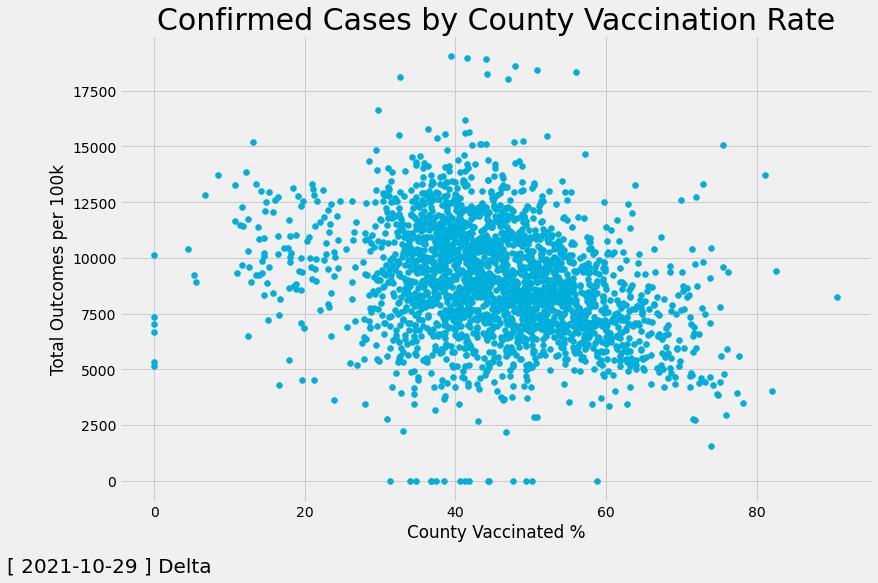 Confirmed Cases by County Vaccination Rate
Total Outcomes per 100k
17500
15000
12500
10000
7500
5000
2500
0
0 20 40 60 80
County Vaccinated %
[ 2021-10-29 ] Delta